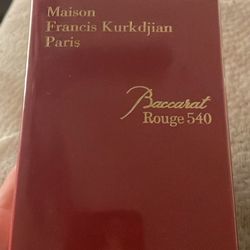 Maison
Francis Kurkdjian
Paris
Baccarat
Rouge 540